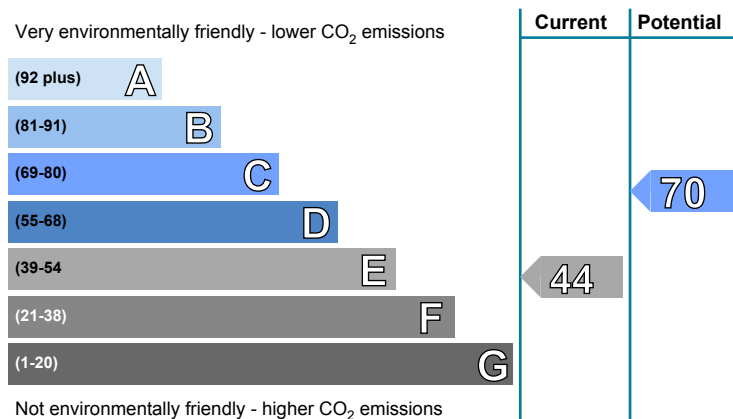 Current Potential
Very environmentally friendly - lower CO2 emissions
(92 plus) A
(81-91) B
(69-80) C
70
(55-68) D
(39-54 E
44
(21-38) F
(1-20) G
Not environmentally friendly - higher CO2 emissions